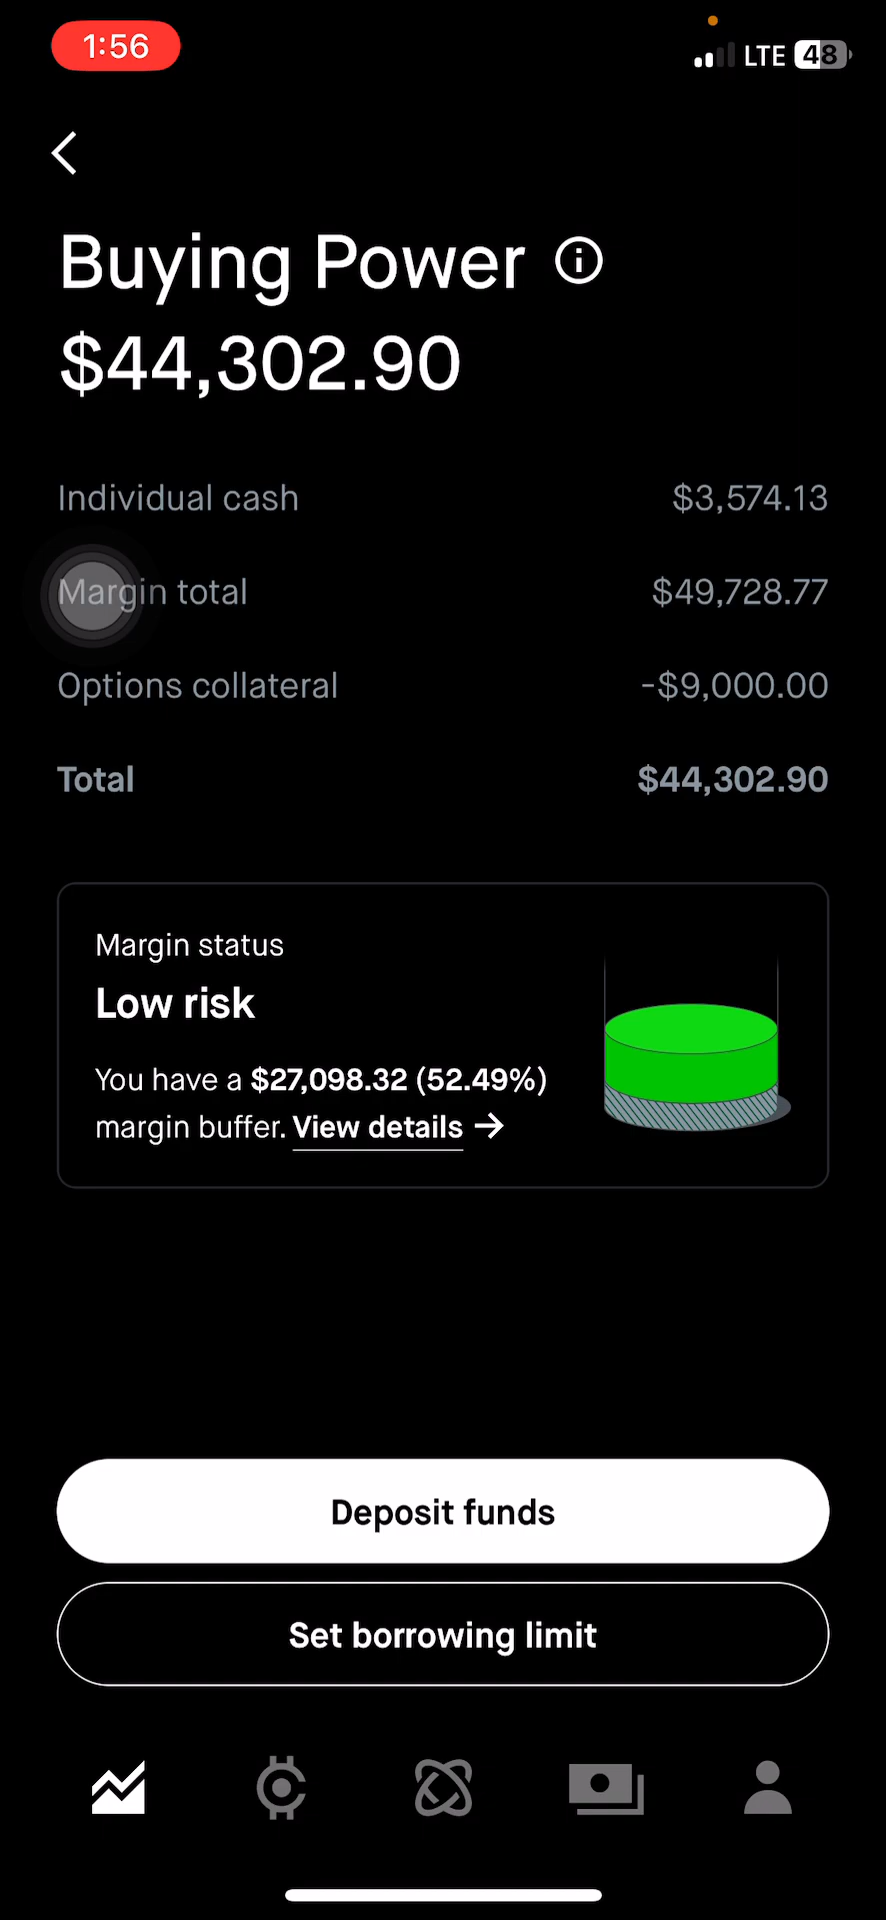 1:56
LTE 48
Buying Power
$44,302.90
Individual cash $3,574.13
Margin total $49,728.77
Options collateral -$9,000.00
Total $44,302.90
Margin status
Low risk
You have a $27,098.32 (52.49%)
margin buffer. View details →
Deposit funds
Set borrowing limit